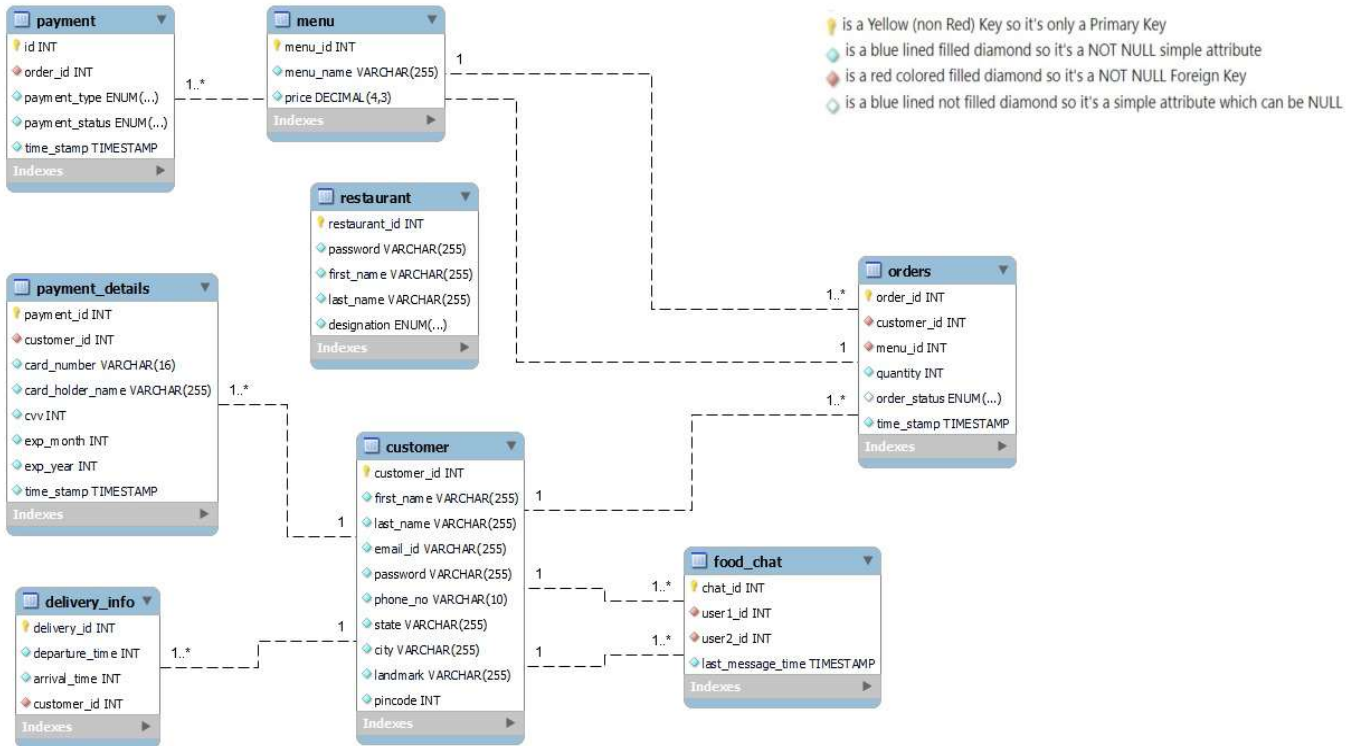 payment
id INT
order_id INT
payment_type ENUM(...)
payment_status ENUM(...)
time_stamp TIMESTAMP
Indexes
1..*
menu
menu_id INT
menu_name VARCHAR(255)
price DECIMAL(4,3)
Indexes
1
is a Yellow (non Red) Key so it's only a Primary Key
is a blue lined filled diamond so it's a NOT NULL simple attribute
is a red colored filled diamond so it's a NOT NULL Foreign Key
is a blue lined not filled diamond so it's a simple attribute which can be NULL
restaurant
restaurant_id INT
password VARCHAR(255)
first_name VARCHAR(255)
last_name VARCHAR(255)
designation ENUM(...)
Indexes
1..*
1
1..*
orders
order_id INT
customer_id INT
menu_id INT
quantity INT
order_status ENUM(...)
time_stamp TIMESTAMP
Indexes
payment_details
payment_id INT
customer_id INT
card_number VARCHAR(16)
card_holder_name VARCHAR(255)
cvv INT
exp_month INT
exp_year INT
time_stamp TIMESTAMP
Indexes
1..*
1
customer
customer_id INT
first_name VARCHAR(255)
last_name VARCHAR(255)
email_id VARCHAR(255)
password VARCHAR(255)
phone_no VARCHAR(10)
state VARCHAR(255)
city VARCHAR(255)
landmark VARCHAR(255)
pincode INT
Indexes
1
1
1
1..*
1..*
food_chat
chat_id INT
user1_id INT
user2_id INT
last_message_time TIMESTAMP
Indexes
delivery_info
delivery_id INT
departure_time INT
arrival_time INT
customer_id INT
Indexes
1..*
1